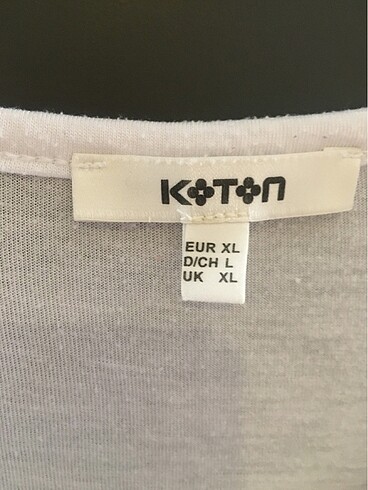 KOTON
EUR XL
D/CH L
UK XL